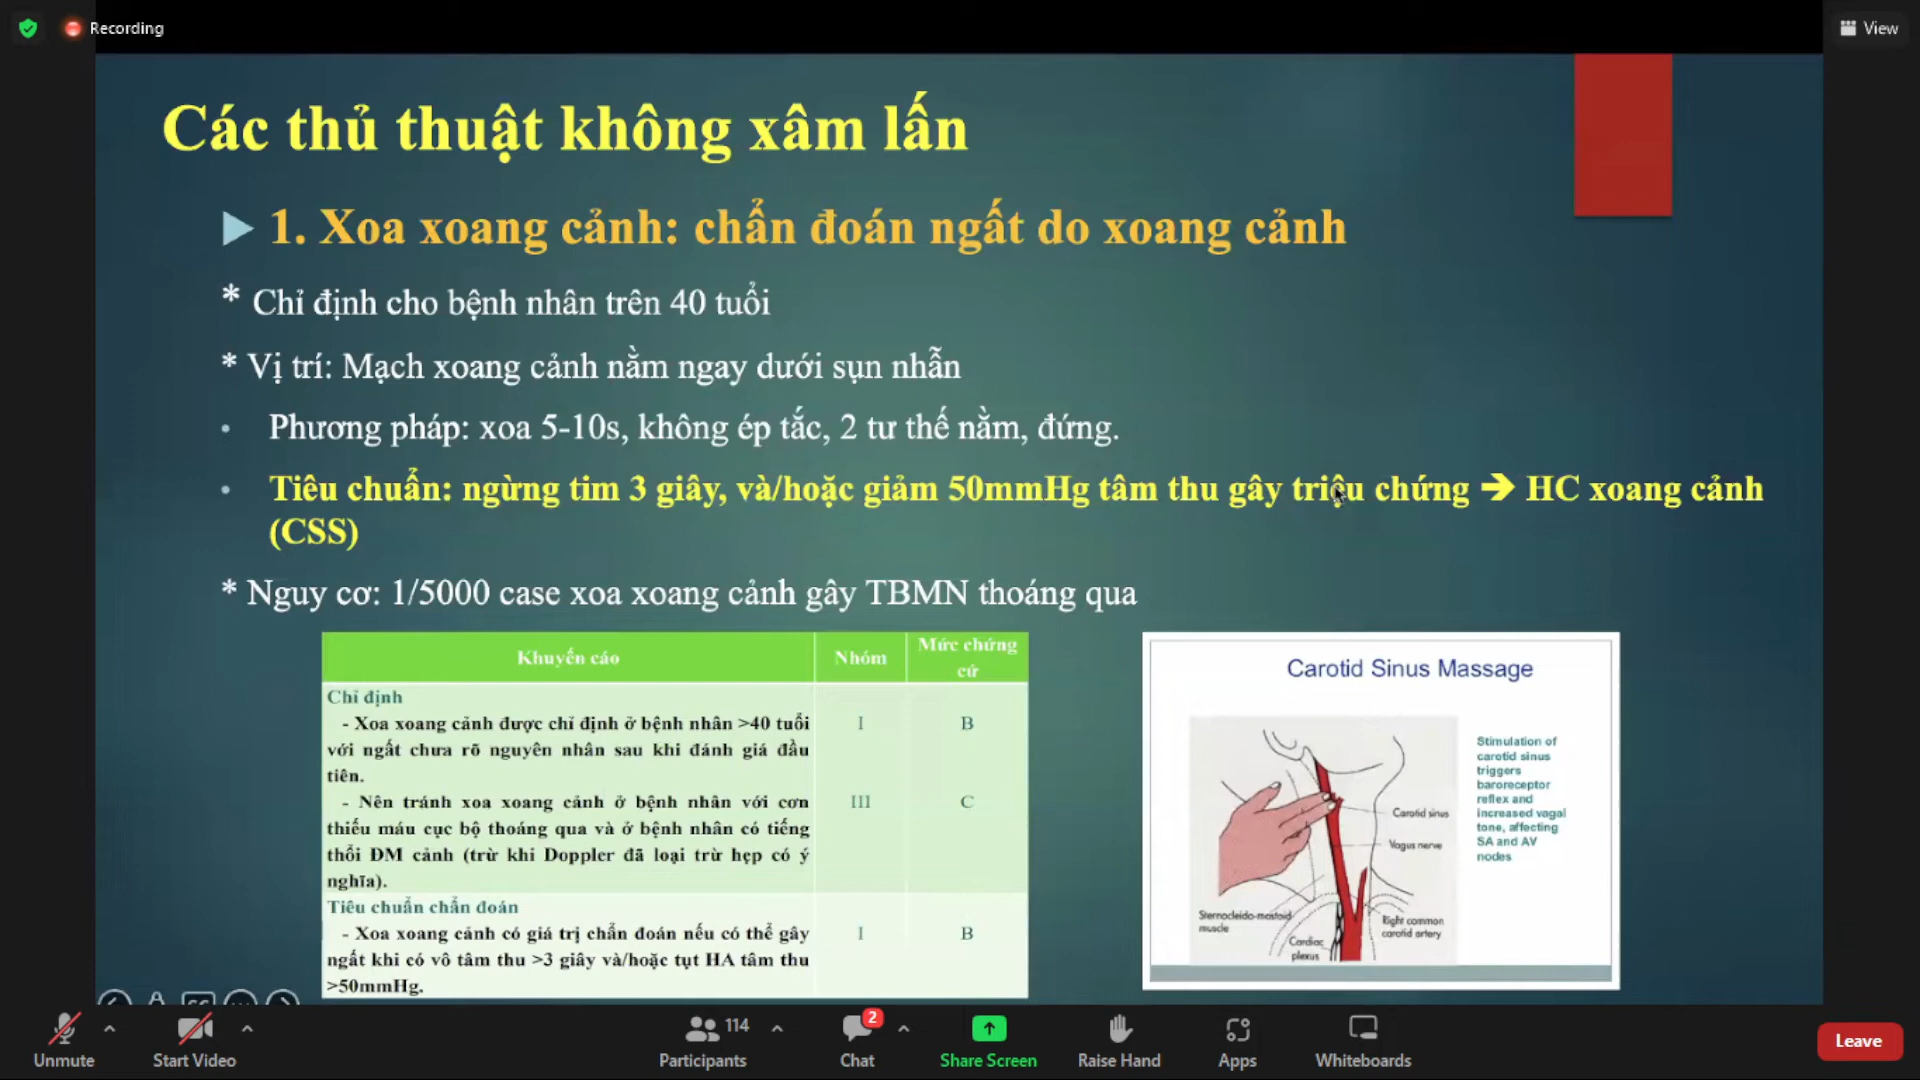 Recording
View
Các thủ thuật không xâm lấn
1. Xoa xoang cảnh: chẩn đoán ngất do xoang cảnh
* Chỉ định cho bệnh nhân trên 40 tuổi
* Vị trí: Mạch xoang cảnh nằm ngay dưới sụn nhẫn
• Phương pháp: xoa 5-10s, không ép tắc, 2 tư thế nằm, đứng.
• Tiêu chuẩn: ngừng tim 3 giây, và/hoặc giảm 50mmHg tâm thu gây triệu chứng ➔ HC xoang cảnh
(CSS)
* Nguy cơ: 1/5000 case xoa xoang cảnh gây TBMN thoáng qua
Khuyến cáo Nhóm Mức chứng
cứ
Chỉ định
- Xoa xoang cảnh được chỉ định ở bệnh nhân >40 tuổi I B
với ngất chưa rõ nguyên nhân sau khi đánh giá đầu
tiên.
- Nên tránh xoa xoang cảnh ở bệnh nhân với cơn III C
thiếu máu cục bộ thoáng qua và ở bệnh nhân có tiếng
thổi ĐM cảnh (trừ khi Doppler đã loại trừ hẹp có ý
nghĩa).
Tiêu chuẩn chẩn đoán
- Xoa xoang cảnh có giá trị chẩn đoán nếu có thể gây I B
ngất khi có vô tâm thu >3 giây và/hoặc tụt HA tâm thu
>50mmHg.
Carotid Sinus Massage
Stimulation of
carotid sinus
triggers
baroreceptor
reflex and
increased vagal
tone, affecting
SA and AV
nodes
Carotid sinus
Vagus nerve
Sternocleido-mastoid
muscle
Cardiac
plexus
Right common
carotid artery
Unmute
Start Video
114
Participants
2
Chat
Share Screen
Raise Hand
Apps
Whiteboards
Leave